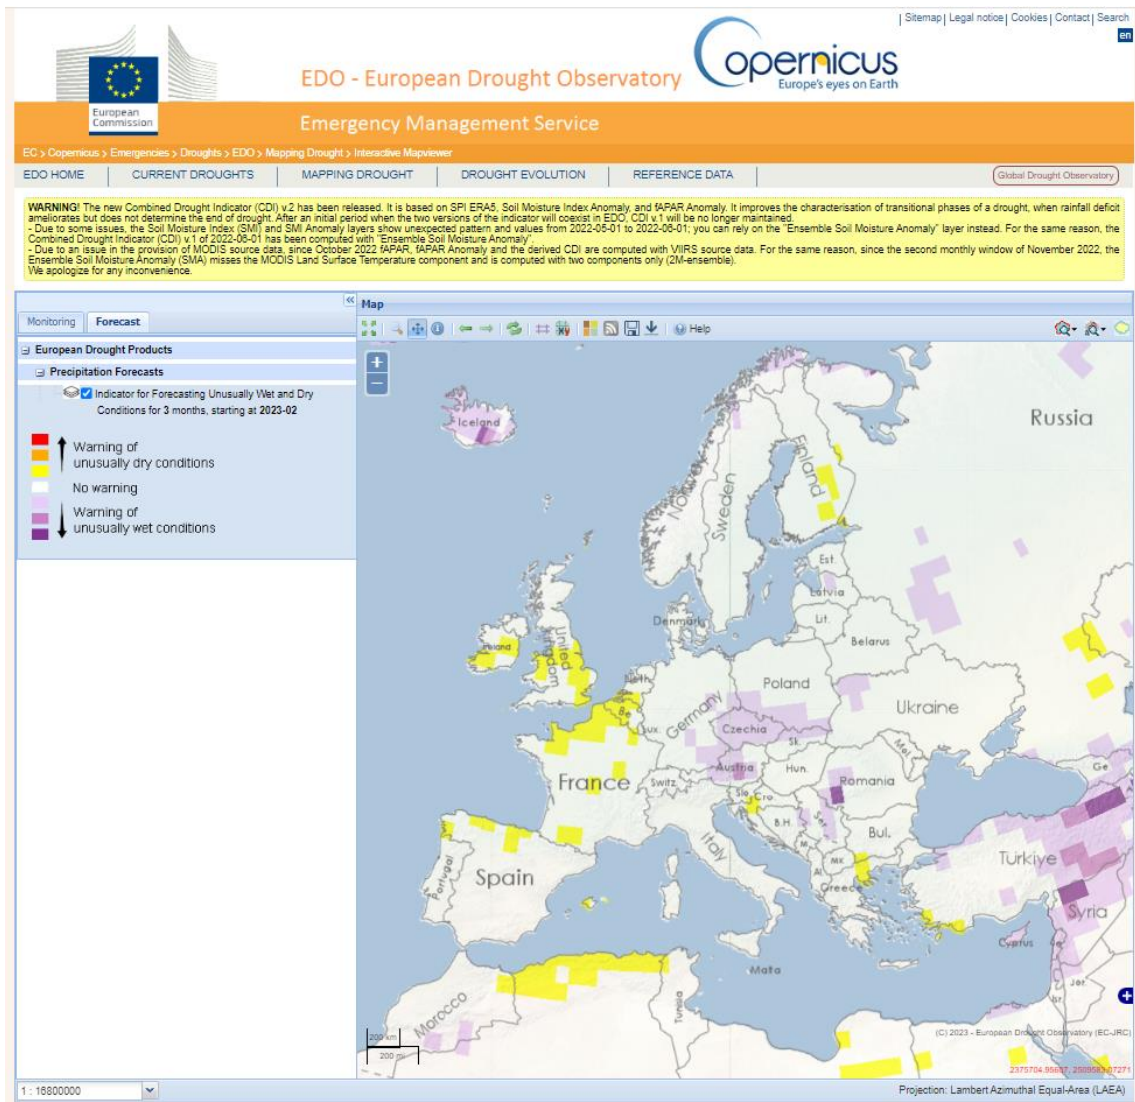 | Sitemap | Legal notice | Cookies | Contact | Search
en
European
Commission
EDO - European Drought Observatory
Copernicus
Europe's eyes on Earth
Emergency Management Service
EC > Copernicus > Emergencies > Droughts > EDO > Mapping Drought > Interactive Mapviewer
EDO HOME
CURRENT DROUGHTS
MAPPING DROUGHT
DROUGHT EVOLUTION
REFERENCE DATA
Global Drought Observatory
WARNING! The new Combined Drought Indicator (CDI) v.2 has been released. It is based on SPI ERA5, Soil Moisture Index Anomaly, and fAPAR Anomaly. It improves the characterisation of transitional phases of a drought, when rainfall deficit
ameliorates but does not determine the end of drought. After an initial period when the two versions of the indicator will coexist in EDO, CDI v.1 will be no longer maintained.
- Due to some issues, the Soil Moisture Index (SMI) and SMI Anomaly layers show unexpected pattern and values from 2022-05-01 to 2022-06-01; you can rely on the "Ensemble Soil Moisture Anomaly" layer instead. For the same reason, the
Combined Drought Indicator (CDI) v.1 of 2022-06-01 has been computed with "Ensemble Soil Moisture Anomaly".
- Due to an issue in the provision of MODIS source data, since October 2022 fAPAR, fAPAR Anomaly and the derived CDI are computed with VIIRS source data. For the same reason, since the second monthly window of November 2022, the
Ensemble Soil Moisture Anomaly (SMA) misses the MODIS Land Surface Temperature component and is computed with two components only (2M-ensemble).
We apologize for any inconvenience.
Monitoring
Forecast
European Drought Products
Precipitation Forecasts
Indicator for Forecasting Unusually Wet and Dry
Conditions for 3 months, starting at 2023-02
Warning of
unusually dry conditions
No warning
Warning of
unusually wet conditions
Map
Help
Iceland
Russia
Finland
Norway
Sweden
Est.
Latvia
Lit.
Denmark
Belarus
Ireland
United
Kingdom
Neth.
Be.
Lux.
Germany
Poland
Ukraine
Czechia
Sk.
Mol.
Austria
Hun.
France
Switz.
Slo.
Cro.
Romania
Ge
B.H.
Ser.
M.
Bul.
Italy
Portugal
Spain
MK
Al
Greece
Türkiye
Syria
Cyprus
Le
Malta
Morocco
Tunisia
Isr.
Jor.
200 km
200 mi
(C) 2023 - European Drought Observatory (EC-JRC)
2375704.95607, 2509583.07271
1 : 16800000
Projection: Lambert Azimuthal Equal-Area (LAEA)